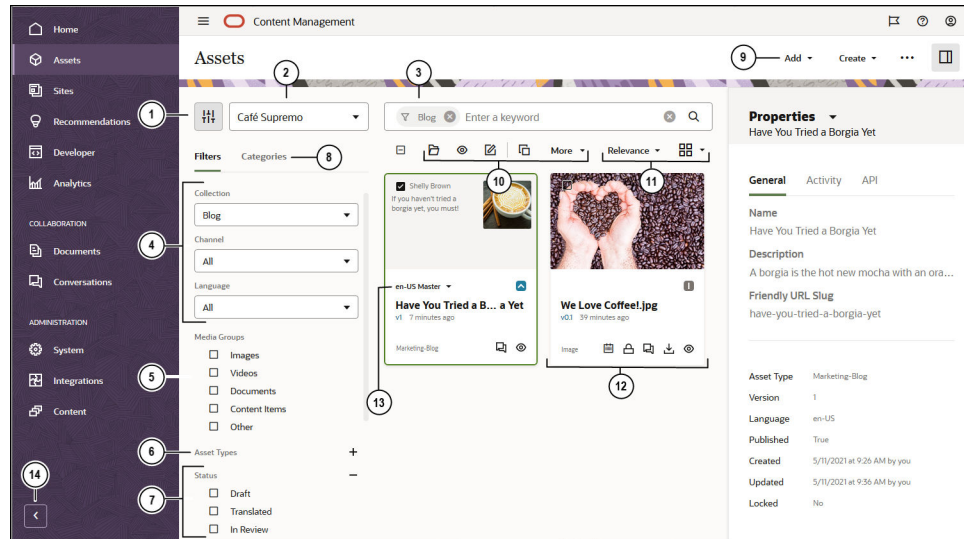 Home
Assets
Sites
Recommendations
Developer
Analytics
COLLABORATION
Documents
Conversations
ADMINISTRATION
System
Integrations
Content
14
Content Management
Assets
2
3
9
Add
Create
1
Café Supremo
Blog
Enter a keyword
Filters
Categories
8
More
Relevance
10
11
4
Collection
Blog
Channel
All
Language
All
Media Groups
Images
5
Videos
Documents
Content Items
Other
6
Asset Types
+
Status
–
7
Draft
Translated
In Review
Shelly Brown
If you haven't tried a
borgia yet, you must!
en-US Master
Have You Tried a B... a Yet
v1 7 minutes ago
Marketing-Blog
13
We Love Coffee!.jpg
v0.1 39 minutes ago
Image
12
Properties
Have You Tried a Borgia Yet
General
Activity
API
Name
Have You Tried a Borgia Yet
Description
A borgia is the hot new mocha with an ora...
Friendly URL Slug
have-you-tried-a-borgia-yet
Asset Type Marketing-Blog
Version 1
Language en-US
Published True
Created 5/11/2021 at 9:26 AM by you
Updated 5/11/2021 at 9:36 AM by you
Locked No